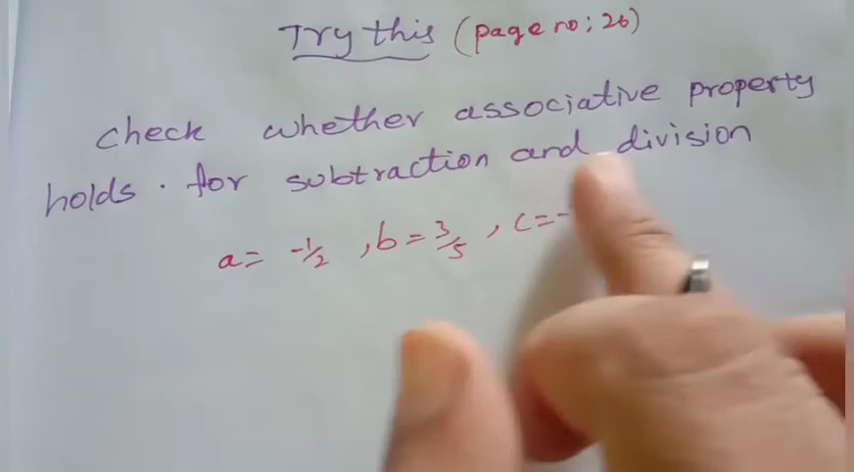 Try this (page no; 26)
check whether associative property
holds. for subtraction and division
a= -1/2 , b= 3/5 , c=-